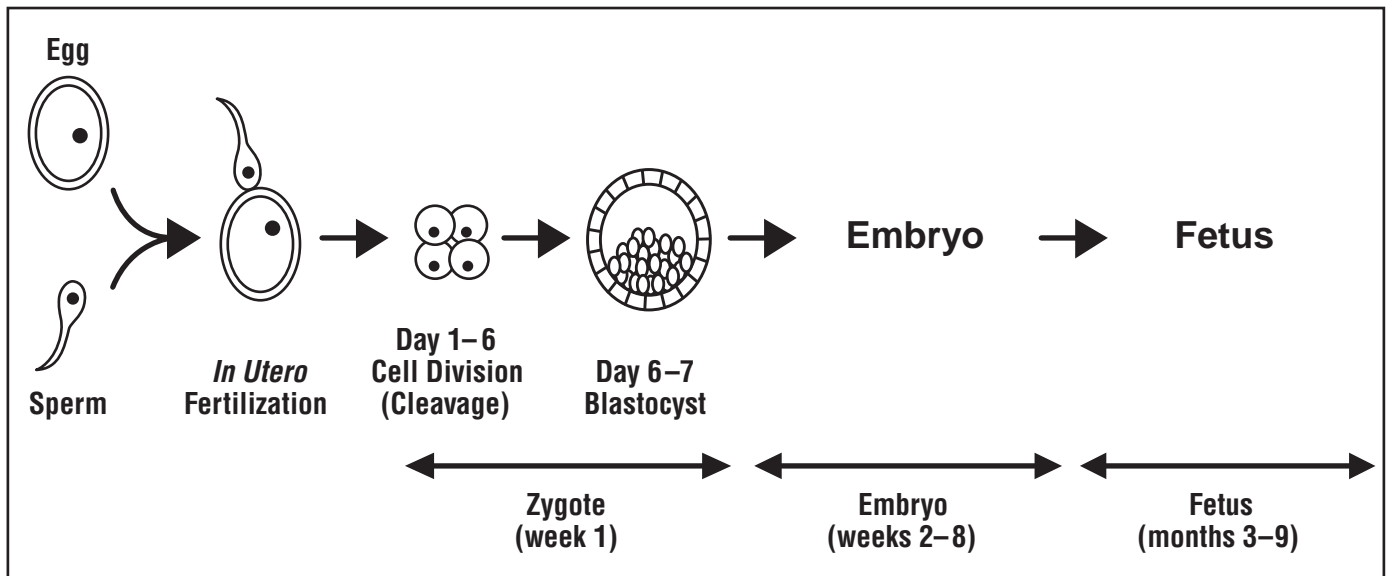 Egg
Sperm
In Utero
Fertilization
Day 1–6
Cell Division
(Cleavage)
Day 6–7
Blastocyst
Embryo
Fetus
Zygote
(week 1)
Embryo
(weeks 2–8)
Fetus
(months 3–9)